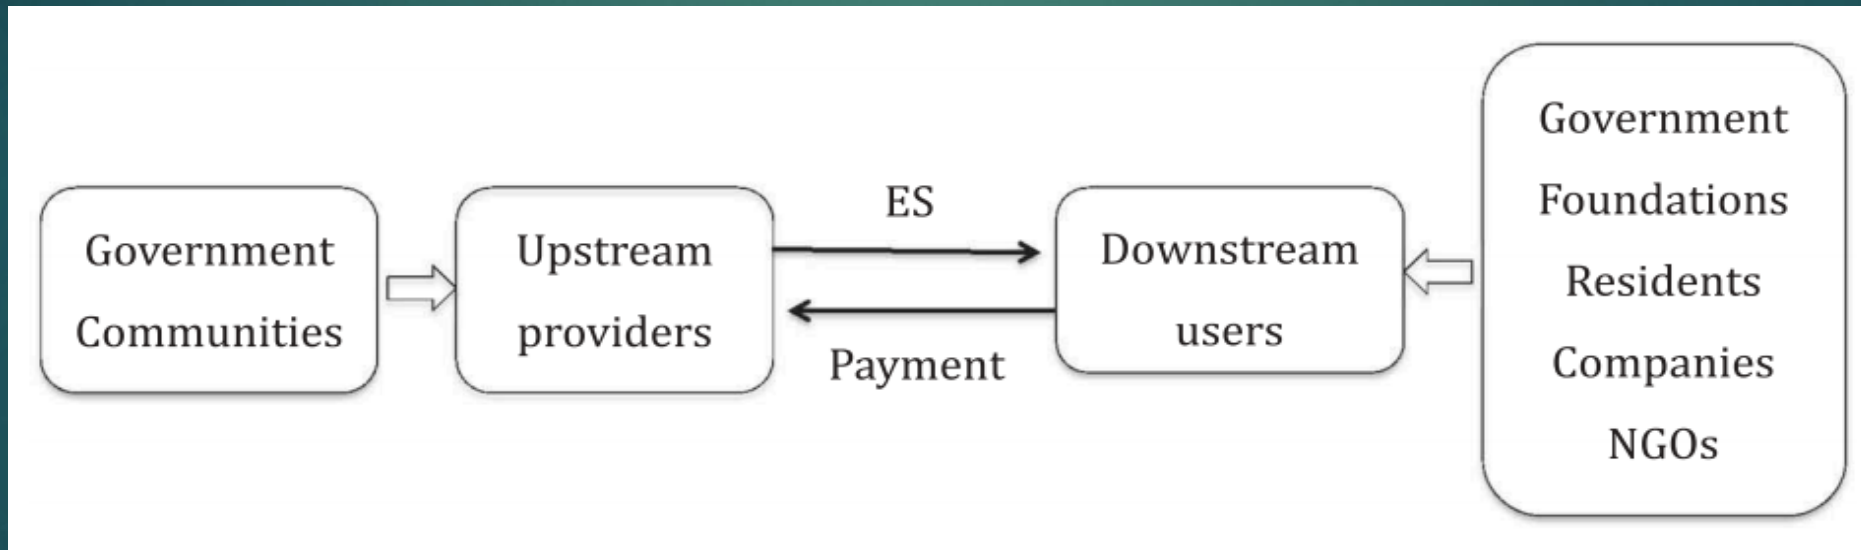 Government
Communities
Upstream
providers
ES
Payment
Downstream
users
Government
Foundations
Residents
Companies
NGOs